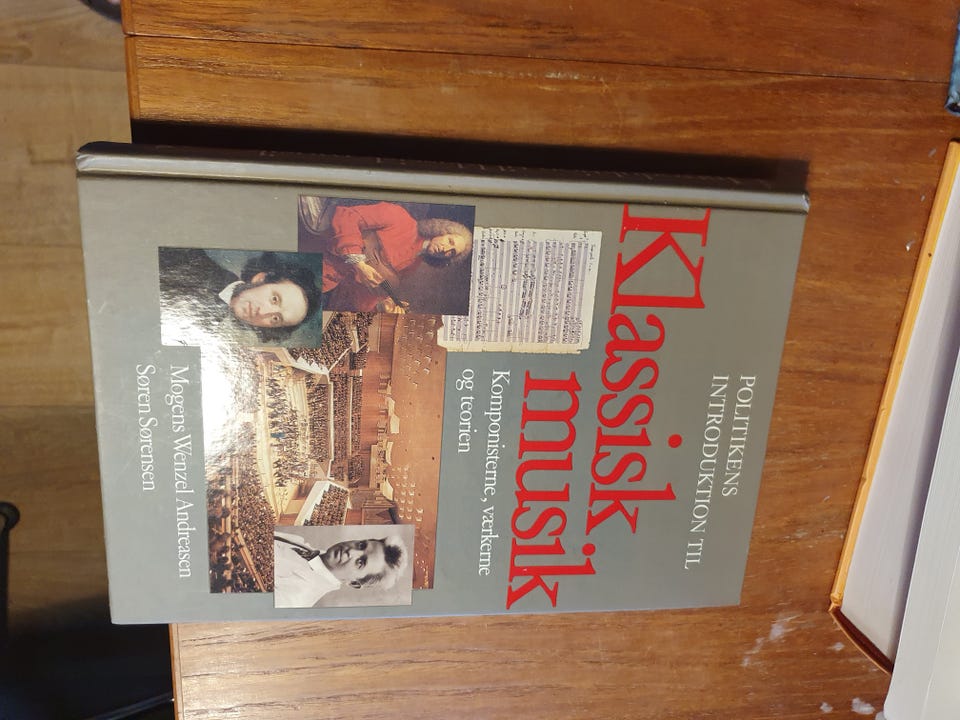 POLITIKENS
INTRODUKTION TIL
Klassisk
musik
Komponisterne, værkerne
og teorien
Mogens Wenzel Andreasen
Søren Sørensen